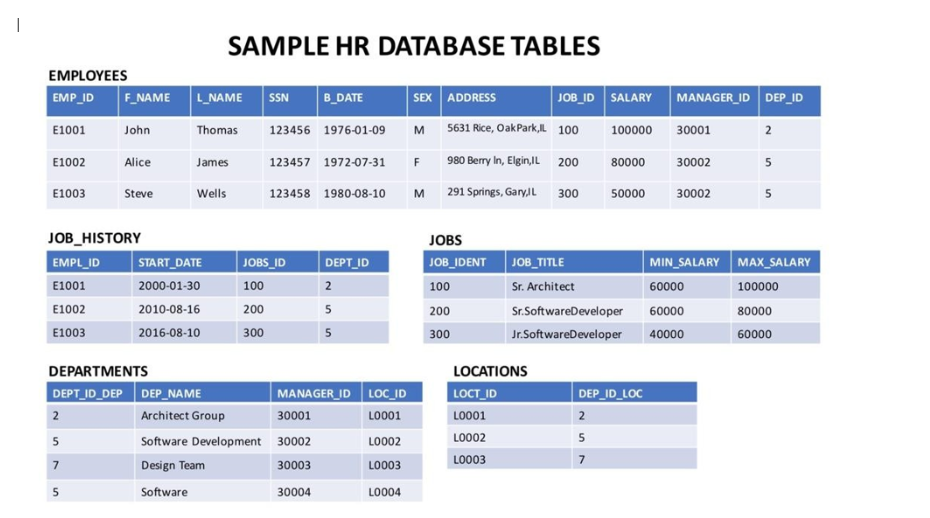 SAMPLE HR DATABASE TABLES
EMPLOYEES
EMP_ID F_NAME L_NAME SSN B_DATE SEX ADDRESS JOB_ID SALARY MANAGER_ID DEP_ID
E1001 John Thomas 123456 1976-01-09 M 5631 Rice, OakPark,IL 100 100000 30001 2
E1002 Alice James 123457 1972-07-31 F 980 Berry ln, Elgin,IL 200 80000 30002 5
E1003 Steve Wells 123458 1980-08-10 M 291 Springs, Gary,IL 300 50000 30002 5
JOB_HISTORY
EMPL_ID START_DATE JOBS_ID DEPT_ID
E1001 2000-01-30 100 2
E1002 2010-08-16 200 5
E1003 2016-08-10 300 5
JOBS
JOB_IDENT JOB_TITLE MIN_SALARY MAX_SALARY
100 Sr. Architect 60000 100000
200 Sr.SoftwareDeveloper 60000 80000
300 Jr.SoftwareDeveloper 40000 60000
DEPARTMENTS
DEPT_ID_DEP DEP_NAME MANAGER_ID LOC_ID
2 Architect Group 30001 L0001
5 Software Development 30002 L0002
7 Design Team 30003 L0003
5 Software 30004 L0004
LOCATIONS
LOCT_ID DEP_ID_LOC
L0001 2
L0002 5
L0003 7